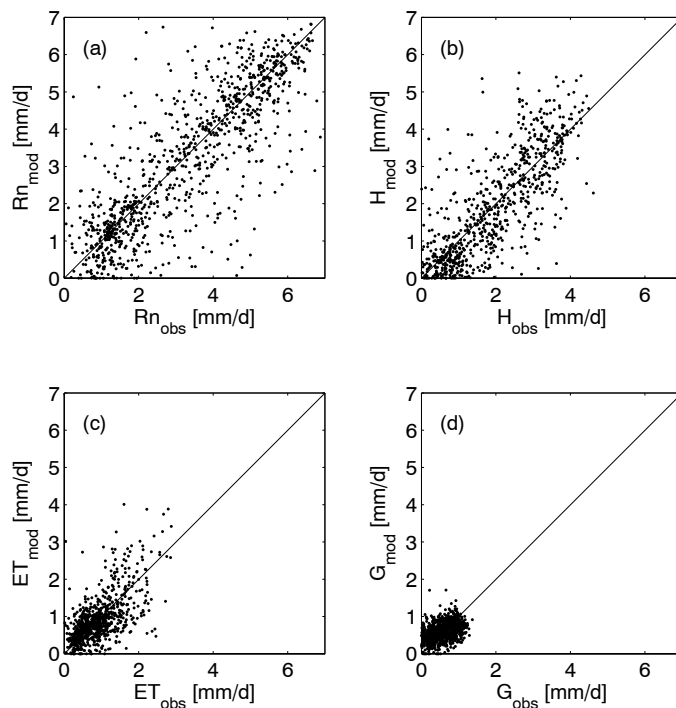 7
6
5
4
3
2
1
0
(a)
Rn_mod [mm/d]
0 2 4 6
Rn_obs [mm/d]
7
6
5
4
3
2
1
0
(b)
H_mod [mm/d]
0 2 4 6
H_obs [mm/d]
7
6
5
4
3
2
1
0
(c)
ET_mod [mm/d]
0 2 4 6
ET_obs [mm/d]
7
6
5
4
3
2
1
0
(d)
G_mod [mm/d]
0 2 4 6
G_obs [mm/d]